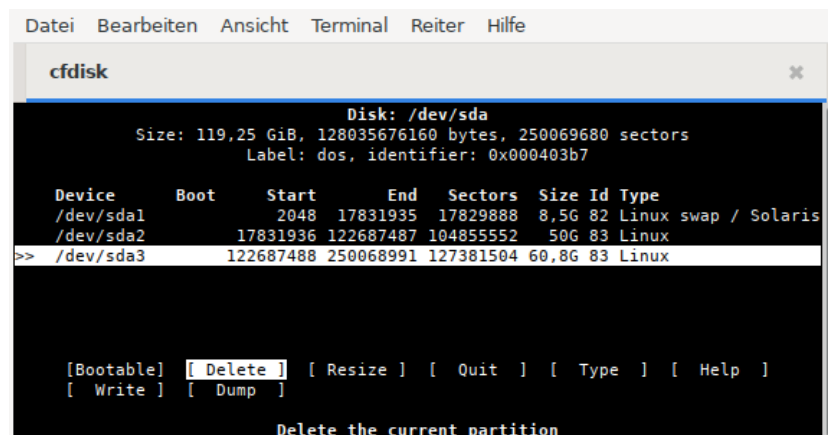 Datei Bearbeiten Ansicht Terminal Reiter Hilfe
cfdisk
Disk: /dev/sda
Size: 119,25 GiB, 128035676160 bytes, 250069680 sectors
Label: dos, identifier: 0x000403b7
Device Boot Start End Sectors Size Id Type
/dev/sda1 2048 17831935 17829888 8,5G 82 Linux swap / Solaris
/dev/sda2 17831936 122687487 104855552 50G 83 Linux
>> /dev/sda3 122687488 250068991 127381504 60,8G 83 Linux
[Bootable] [ Delete ] [ Resize ] [ Quit ] [ Type ] [ Help ]
[ Write ] [ Dump ]
Delete the current partition